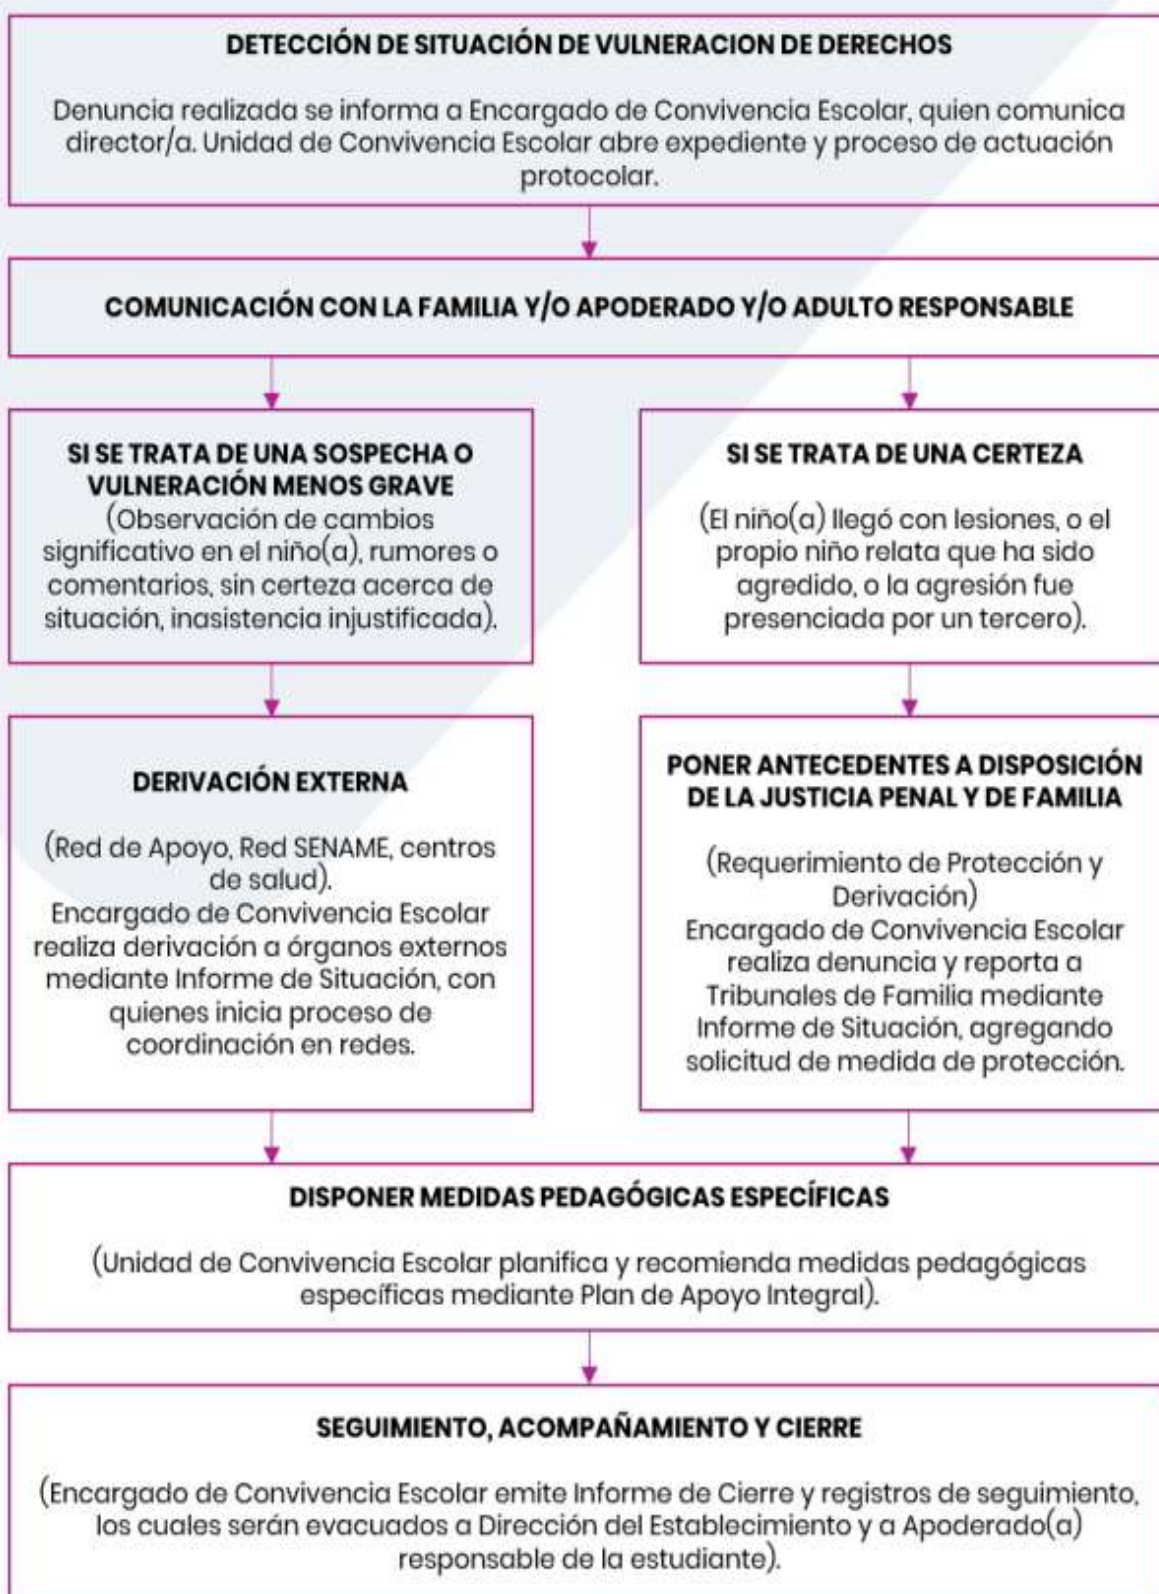 DETECCIÓN DE SITUACIÓN DE VULNERACION DE DERECHOS
Denuncia realizada se informa a Encargado de Convivencia Escolar, quien comunica
director/a. Unidad de Convivencia Escolar abre expediente y proceso de actuación
protocolar.
COMUNICACIÓN CON LA FAMILIA Y/O APODERADO Y/O ADULTO RESPONSABLE
SI SE TRATA DE UNA SOSPECHA O
VULNERACIÓN MENOS GRAVE
(Observación de cambios
significativo en el niño(a), rumores o
comentarios, sin certeza acerca de
situación, inasistencia injustificada).
SI SE TRATA DE UNA CERTEZA
(El niño(a) llegó con lesiones, o el
propio niño relata que ha sido
agredido, o la agresión fue
presenciada por un tercero).
DERIVACIÓN EXTERNA
(Red de Apoyo, Red SENAME, centros
de salud).
Encargado de Convivencia Escolar
realiza derivación a órganos externos
mediante Informe de Situación, con
quienes inicia proceso de
coordinación en redes.
PONER ANTECEDENTES A DISPOSICIÓN
DE LA JUSTICIA PENAL Y DE FAMILIA
(Requerimiento de Protección y
Derivación)
Encargado de Convivencia Escolar
realiza denuncia y reporta a
Tribunales de Familia mediante
Informe de Situación, agregando
solicitud de medida de protección.
DISPONER MEDIDAS PEDAGÓGICAS ESPECÍFICAS
(Unidad de Convivencia Escolar planifica y recomienda medidas pedagógicas
específicas mediante Plan de Apoyo Integral).
SEGUIMIENTO, ACOMPAÑAMIENTO Y CIERRE
(Encargado de Convivencia Escolar emite Informe de Cierre y registros de seguimiento,
los cuales serán evacuados a Dirección del Establecimiento y a Apoderado(a)
responsable de la estudiante).